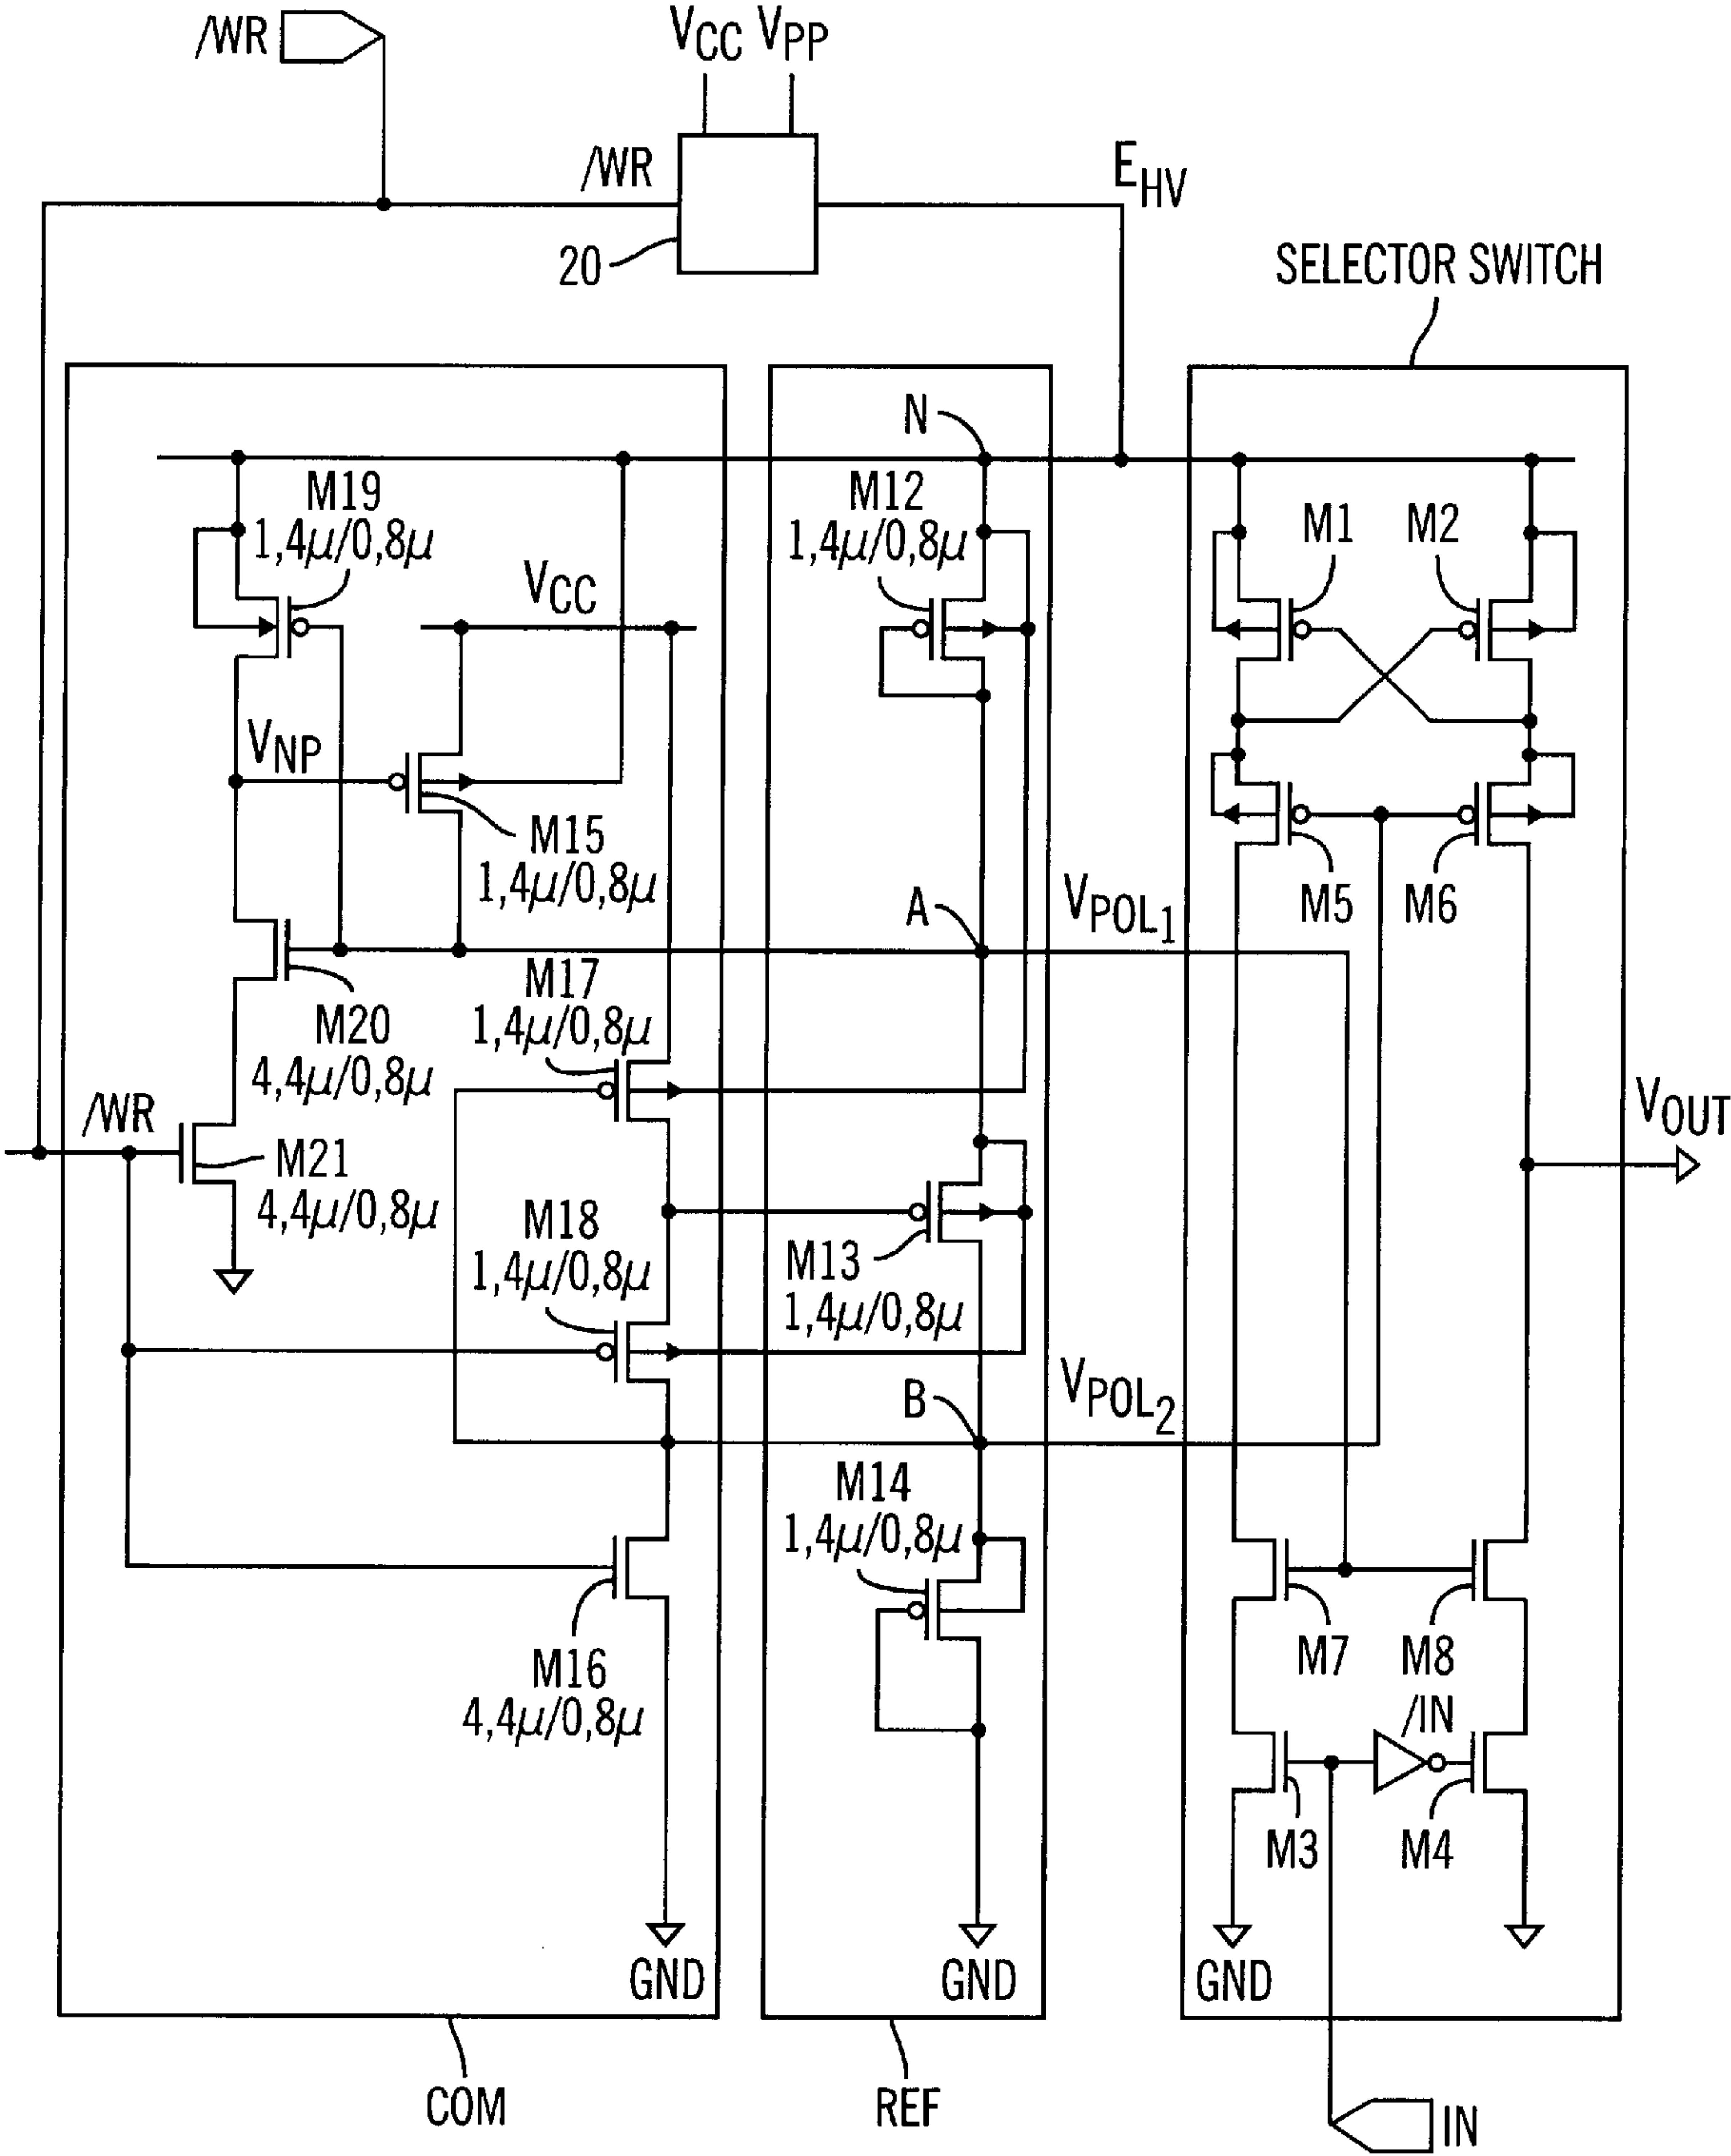 /WR
VCC VPP
/WR
20
EHV
SELECTOR SWITCH
N
M19
1,4μ/0,8μ
M12
1,4μ/0,8μ
M1
M2
VCC
VNP
M15
1,4μ/0,8μ
M5
M6
A
VPOL1
M17
1,4μ/0,8μ
M20
4,4μ/0,8μ
/WR
VOUT
M21
4,4μ/0,8μ
M18
1,4μ/0,8μ
M13
1,4μ/0,8μ
B
VPOL2
M14
1,4μ/0,8μ
M16
4,4μ/0,8μ
M7
M8
/IN
M3
M4
GND
GND
GND
COM
REF
IN